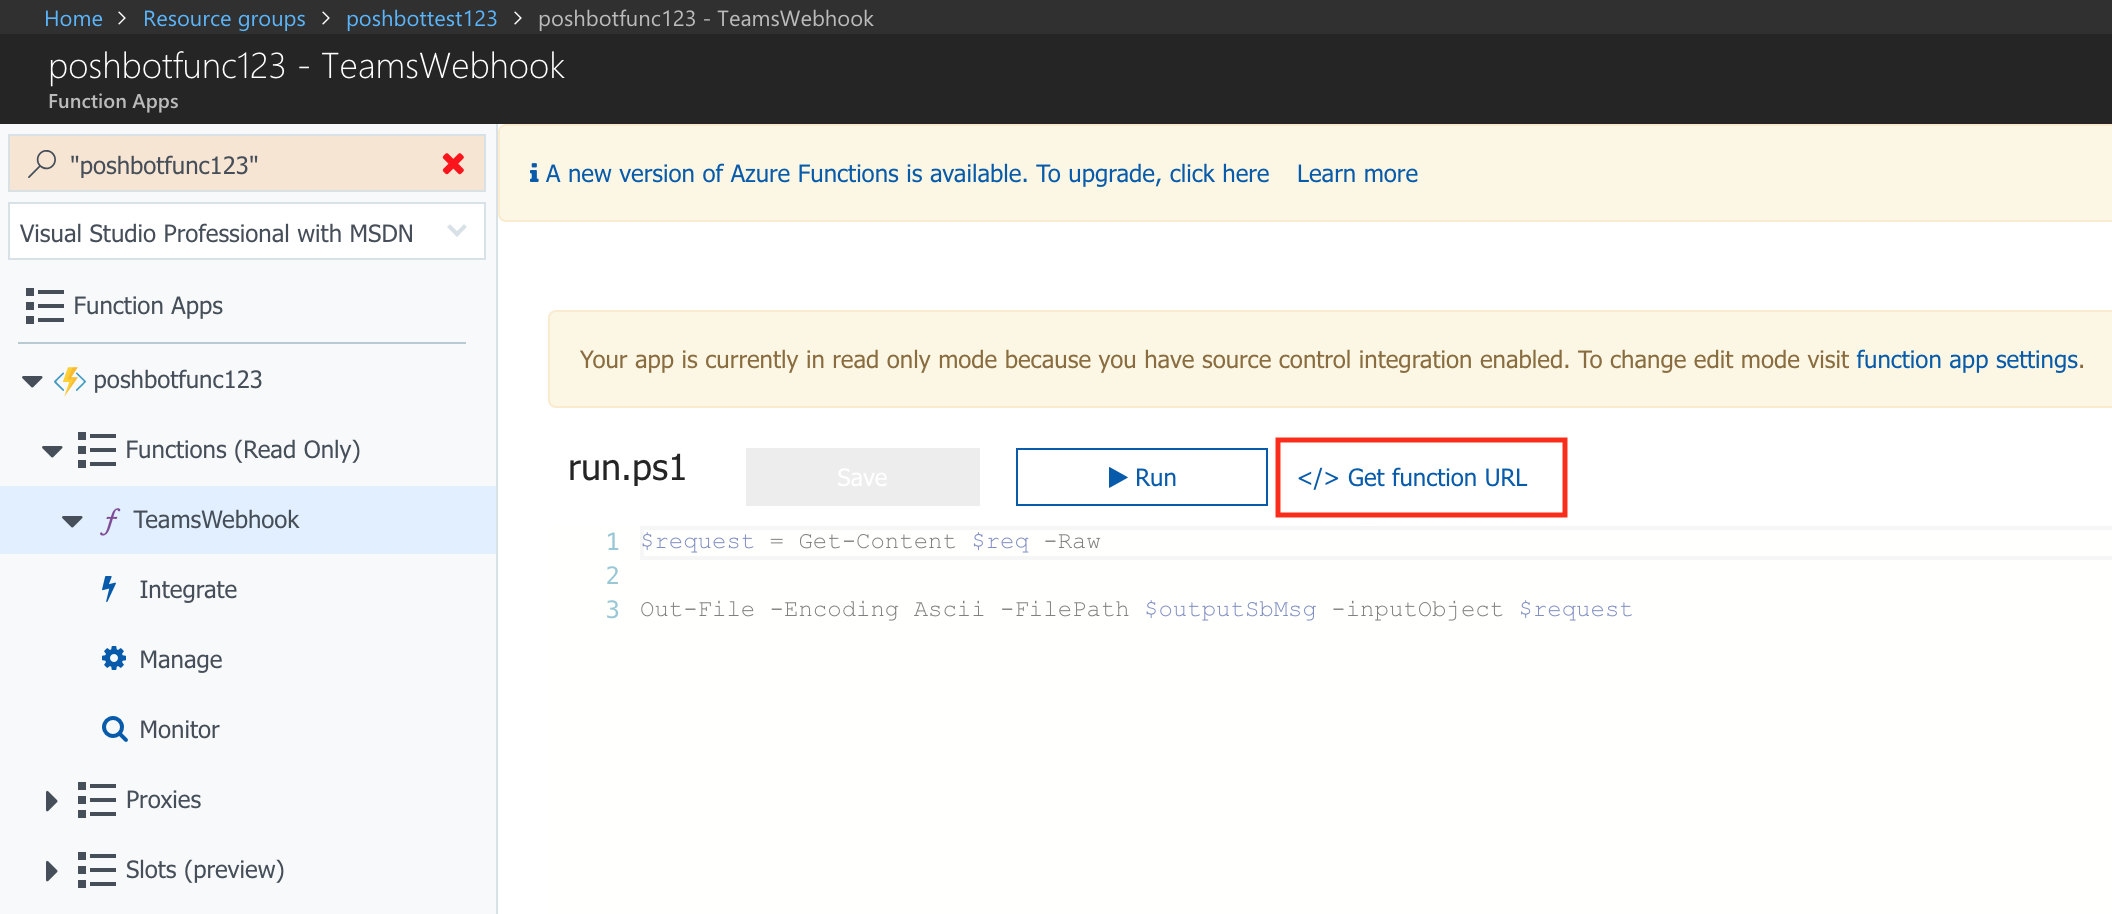 Home > Resource groups > poshbottest123 > poshbotfunc123 - TeamsWebhook
poshbotfunc123 - TeamsWebhook
Function Apps
"poshbotfunc123"
Visual Studio Professional with MSDN
Function Apps
poshbotfunc123
Functions (Read Only)
TeamsWebhook
Integrate
Manage
Monitor
Proxies
Slots (preview)
A new version of Azure Functions is available. To upgrade, click here Learn more
Your app is currently in read only mode because you have source control integration enabled. To change edit mode visit function app settings.
run.ps1 Save Run </> Get function URL
1 $request = Get-Content $req -Raw
2
3 Out-File -Encoding Ascii -FilePath $outputSbMsg -inputObject $request